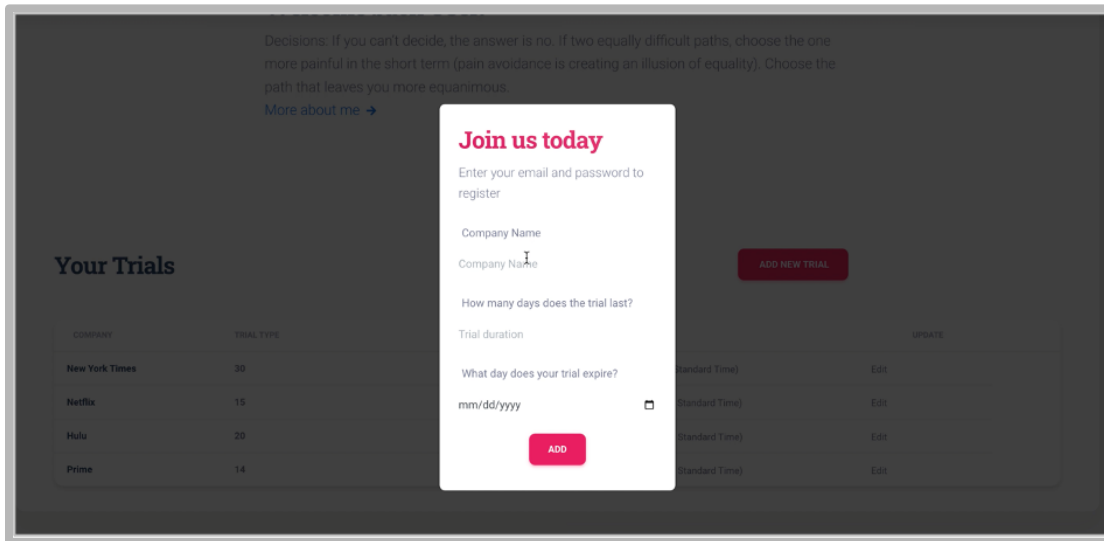 Decisions: If you can't decide, the answer is no. If two equally difficult paths, choose the one
more painful in the short term (pain avoidance is creating an illusion of equality). Choose the
path that leaves you more equanimous.
More about me →
Join us today
Enter your email and password to
register
Company Name
Company Name
How many days does the trial last?
Trial duration
What day does your trial expire?
mm/dd/yyyy
ADD
Your Trials
ADD NEW TRIAL
COMPANY TRIAL TYPE UPDATE
New York Times 30 Standard Time) Edit
Netflix 15 Standard Time) Edit
Hulu 20 Standard Time) Edit
Prime 14 Standard Time) Edit